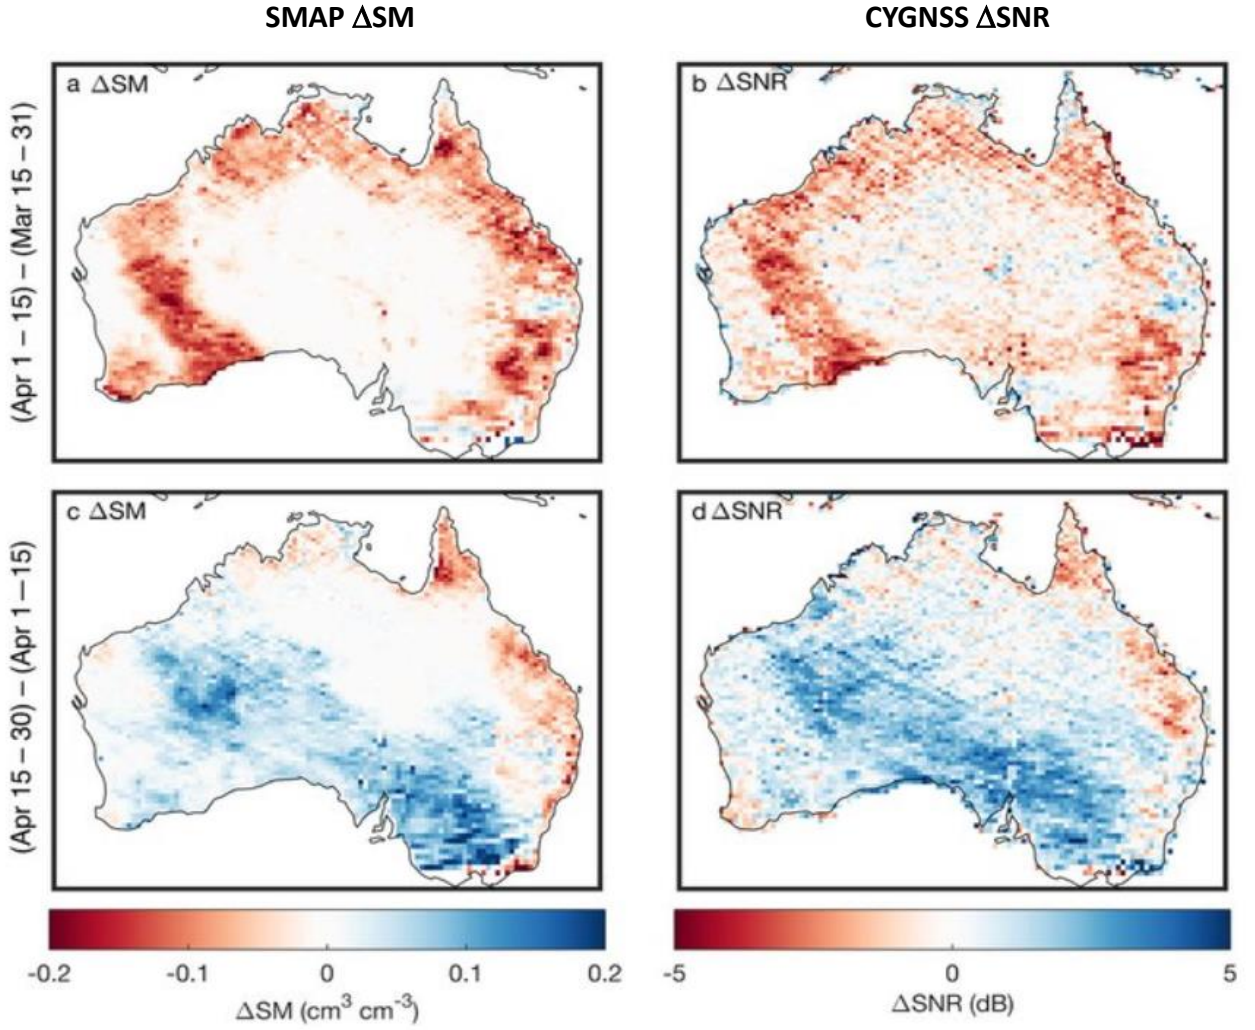 SMAP ΔSM
CYGNSS ΔSNR
(Apr 1 – 15) – (Mar 15 – 31)
a ΔSM
b ΔSNR
(Apr 15 – 30) – (Apr 1 – 15)
c ΔSM
d ΔSNR
-0.2 -0.1 0 0.1 0.2
ΔSM (cm³ cm⁻³)
-5 0 5
ΔSNR (dB)